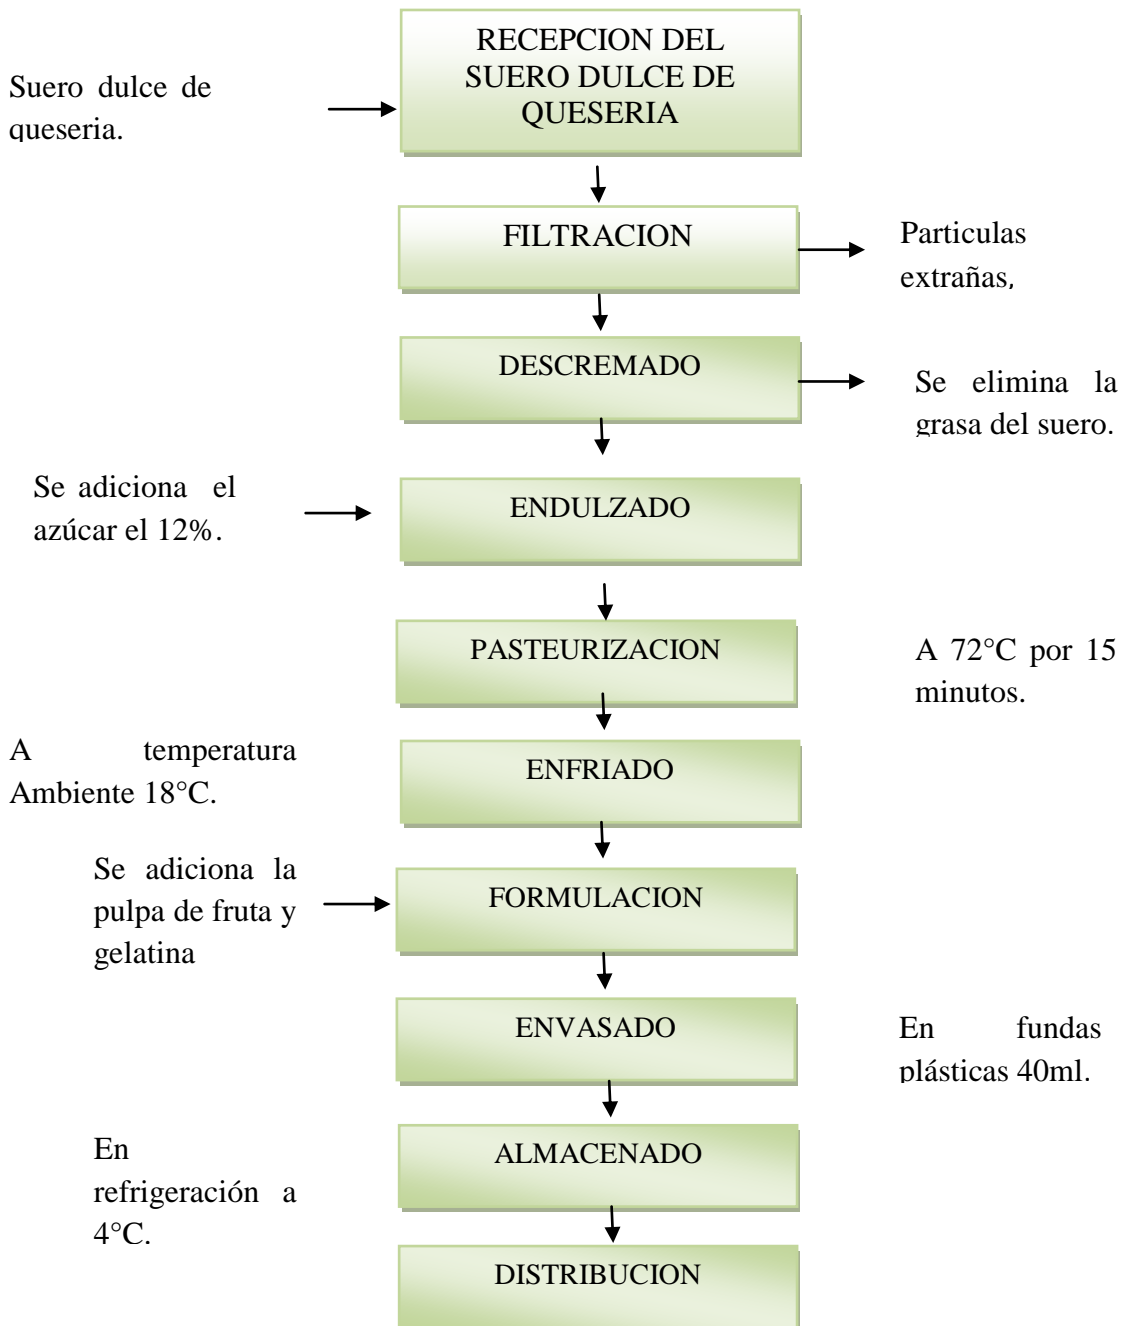 RECEPCION DEL
SUERO DULCE DE
QUESERIA
Suero dulce de
queseria.
FILTRACION
Particulas
extrañas,
DESCREMADO
Se elimina la
grasa del suero.
Se adiciona el
azúcar el 12%.
ENDULZADO
PASTEURIZACION
A 72°C por 15
minutos.
A temperatura
Ambiente 18°C.
ENFRIADO
Se adiciona la
pulpa de fruta y
gelatina
FORMULACION
ENVASADO
En fundas
plásticas 40ml.
En
refrigeración a
4°C.
ALMACENADO
DISTRIBUCION